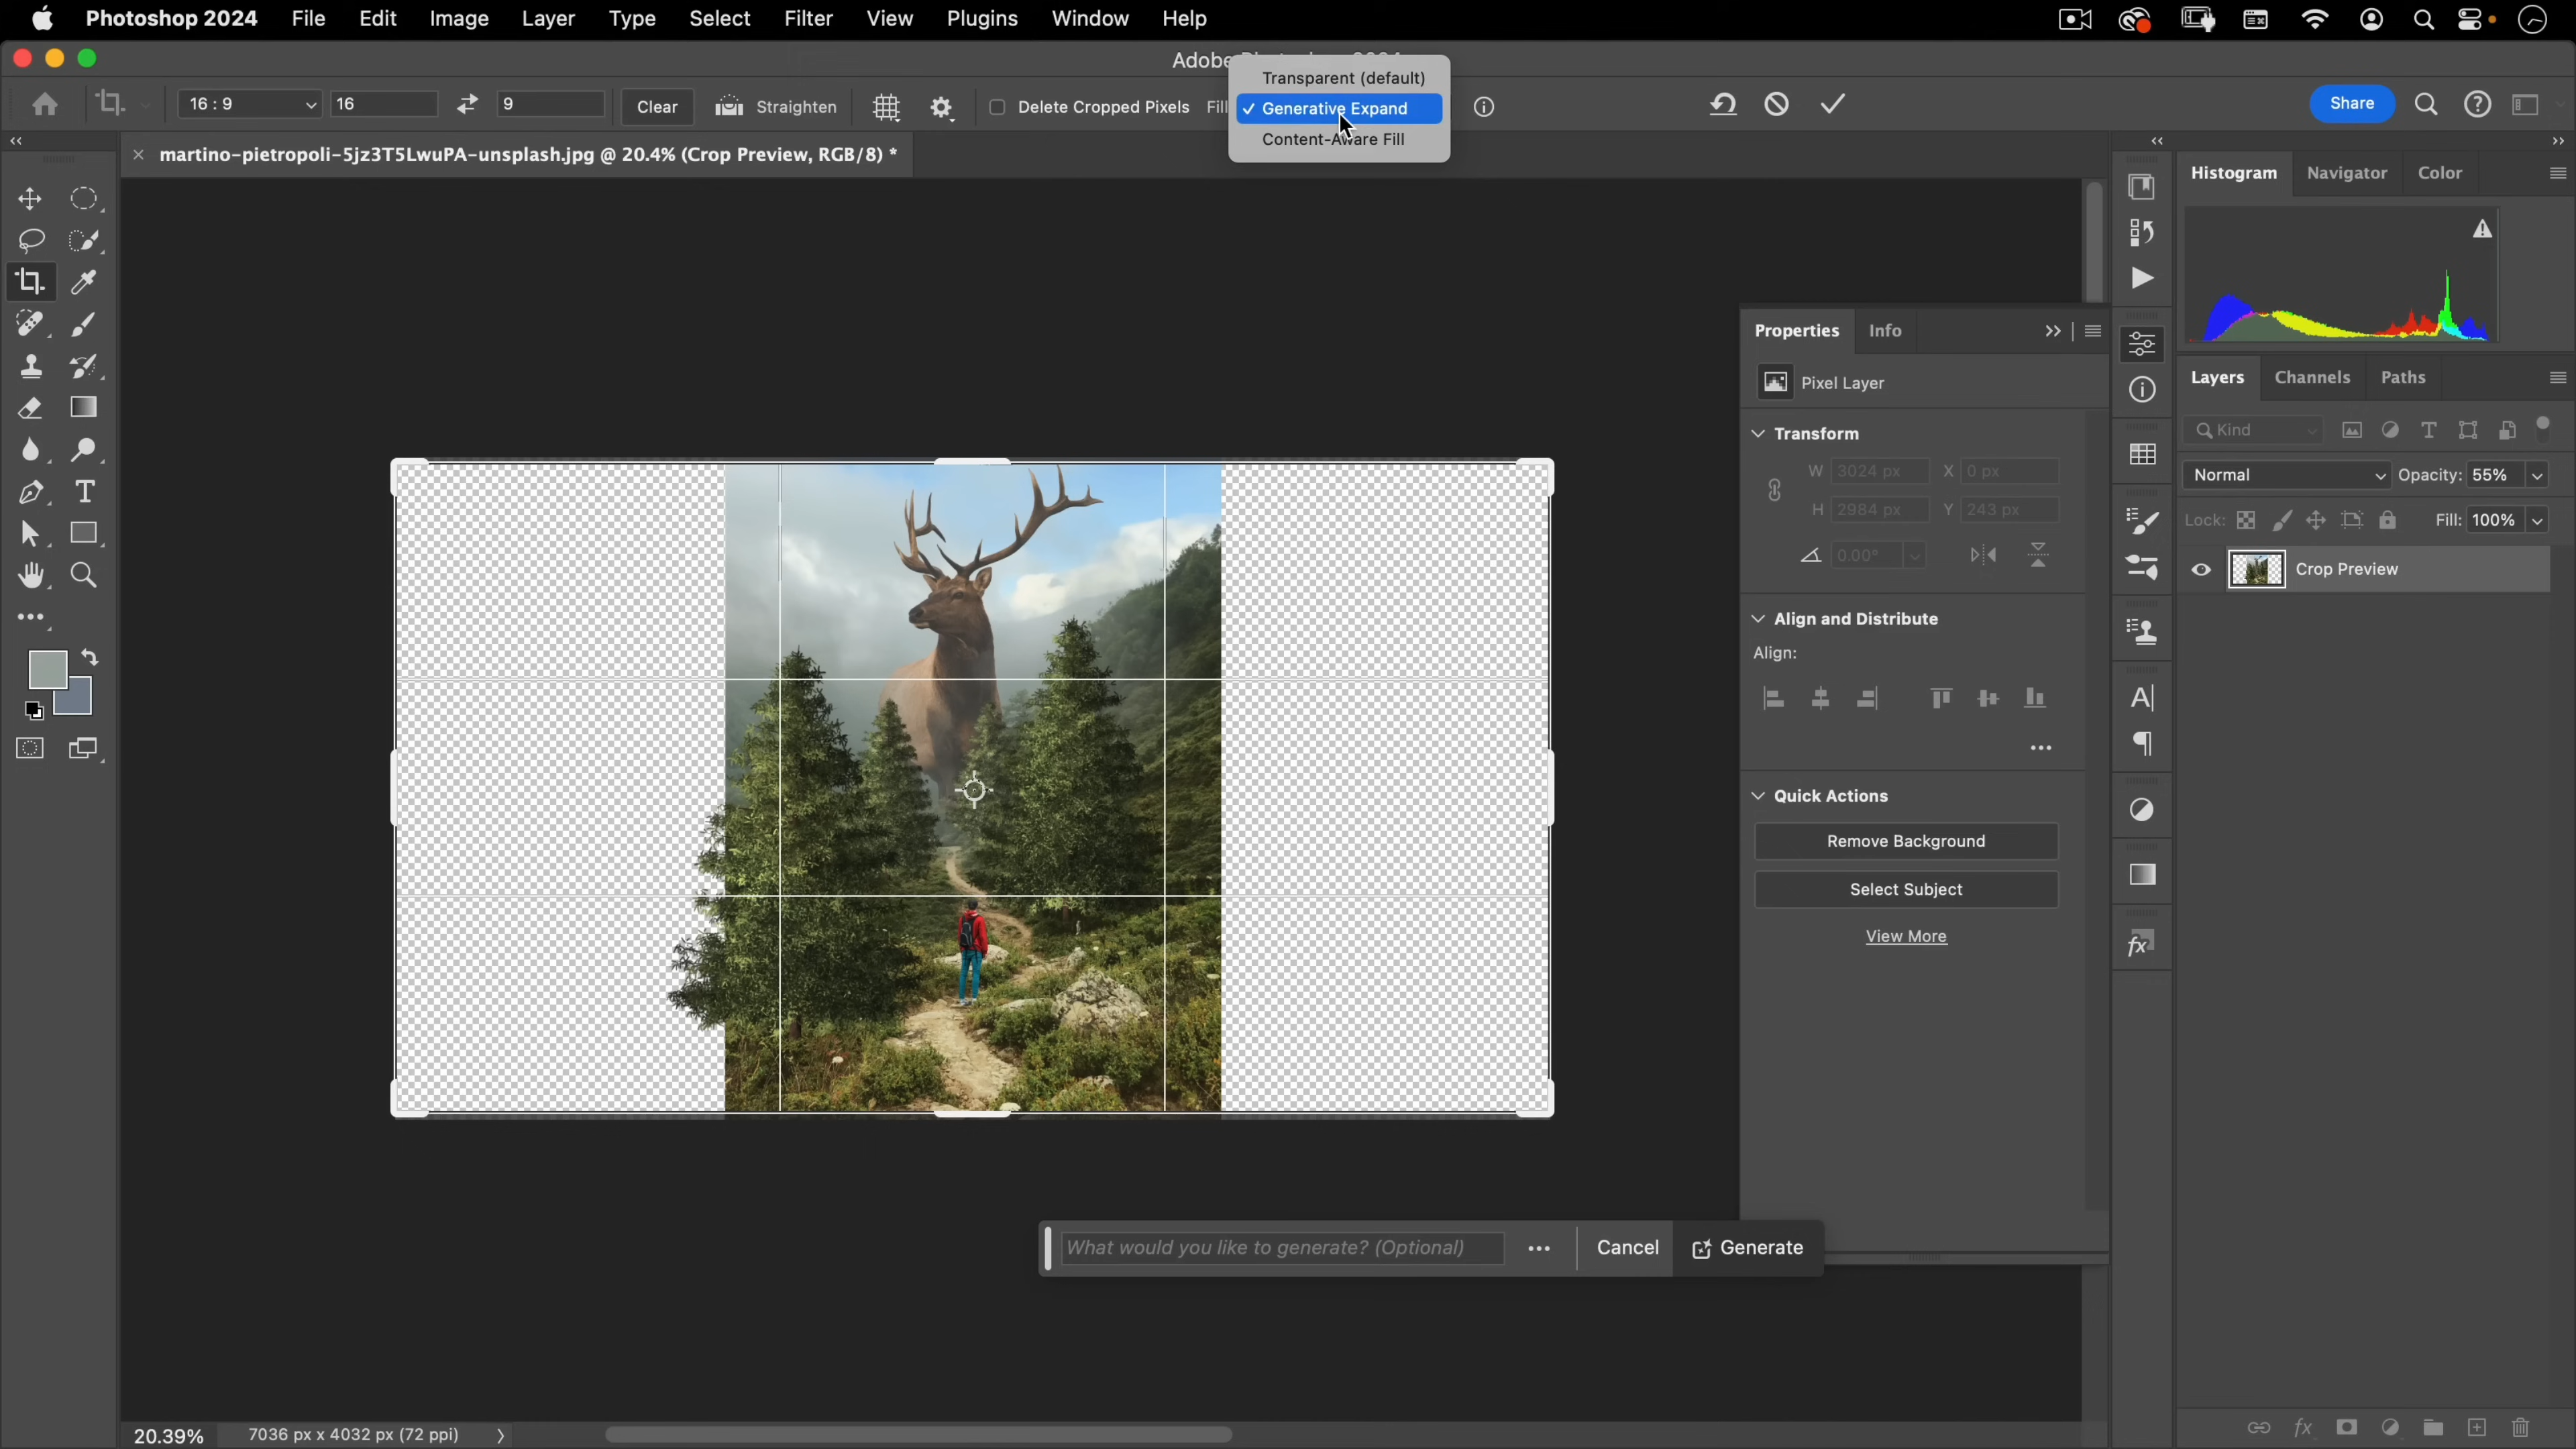 Photoshop 2024 File Edit Image Layer Type Select Filter View Plugins Window Help
Transparent (default)
16 : 9 16 9 Clear Straighten Delete Cropped Pixels Fill Generative Expand Share
Content-Aware Fill
martino-pietropoli-5jz3T5LwuPA-unsplash.jpg @ 20.4% (Crop Preview, RGB/8) *
Histogram Navigator Color
Properties Info
Pixel Layer
Transform
W 3024 px X 0 px
H 2984 px Y 243 px
0.00°
Align and Distribute
Align:
Quick Actions
Remove Background
Select Subject
View More
Layers Channels Paths
Kind
Normal Opacity: 55%
Lock: Fill: 100%
Crop Preview
What would you like to generate? (Optional) Cancel Generate
20.39% 7036 px x 4032 px (72 ppi)